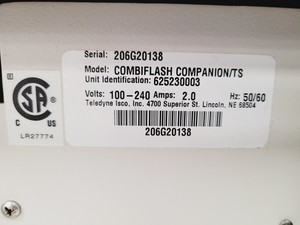 Serial: 206G20138
Model: COMBIFLASH COMPANION/TS
Unit Identification: 625230003
Volts: 100-240 Amps: 2.0 Hz: 50/60
Teledyne Isco, Inc. 4700 Superior St. Lincoln, NE 68504
206G20138
SA
C US
LR27774